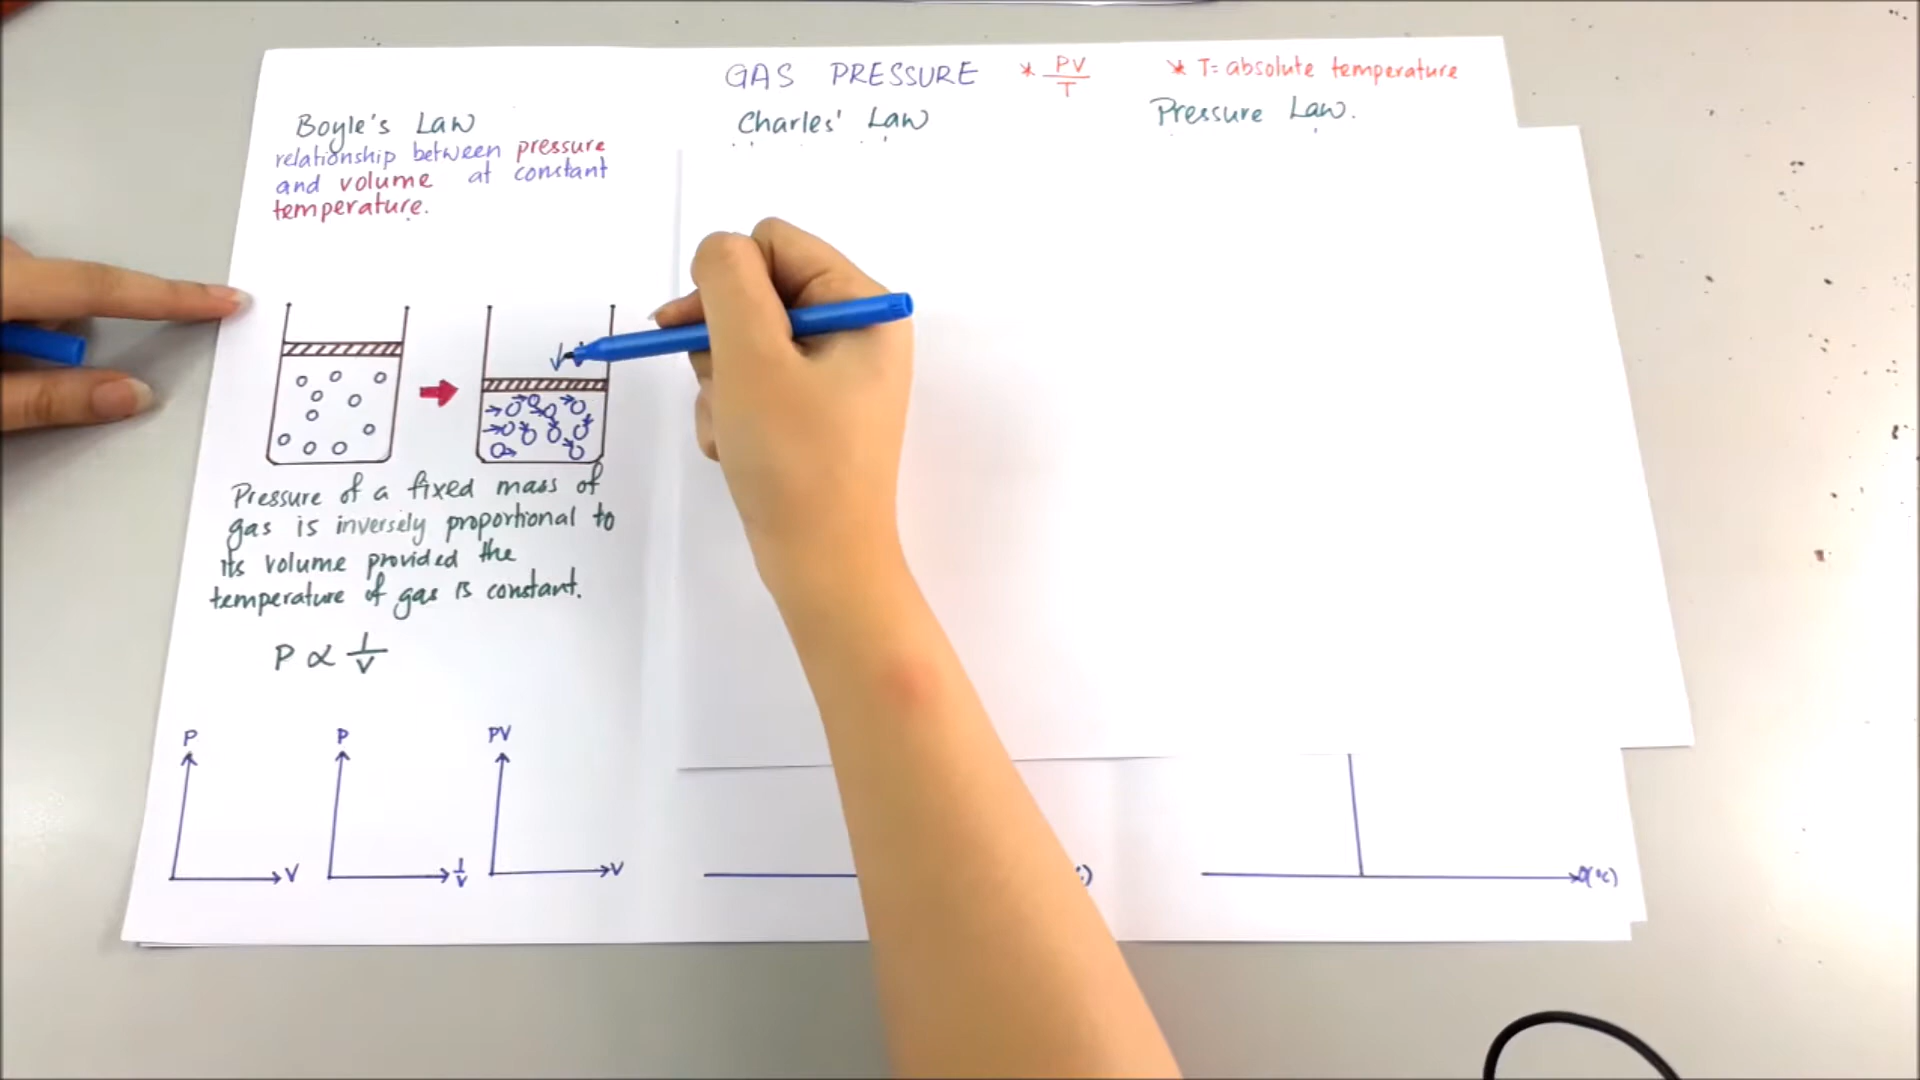 GAS PRESSURE * PV/T * T= absolute temperature
Boyle's Law
relationship between pressure
and volume at constant
temperature.
Charles' Law
Pressure Law.
Pressure of a fixed mass of
gas is inversely proportional to
its volume provided the
temperature of gas is constant.
P ∝ 1/V
P
V
P
1/V
PV
V
θ(°C)